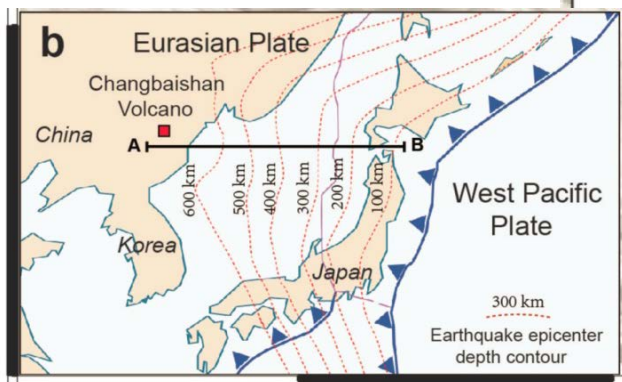 b
Eurasian Plate
Changbaishan
Volcano
China
A
B
600 km
500 km
400 km
300 km
200 km
100 km
West Pacific
Plate
Korea
Japan
300 km
Earthquake epicenter
depth contour